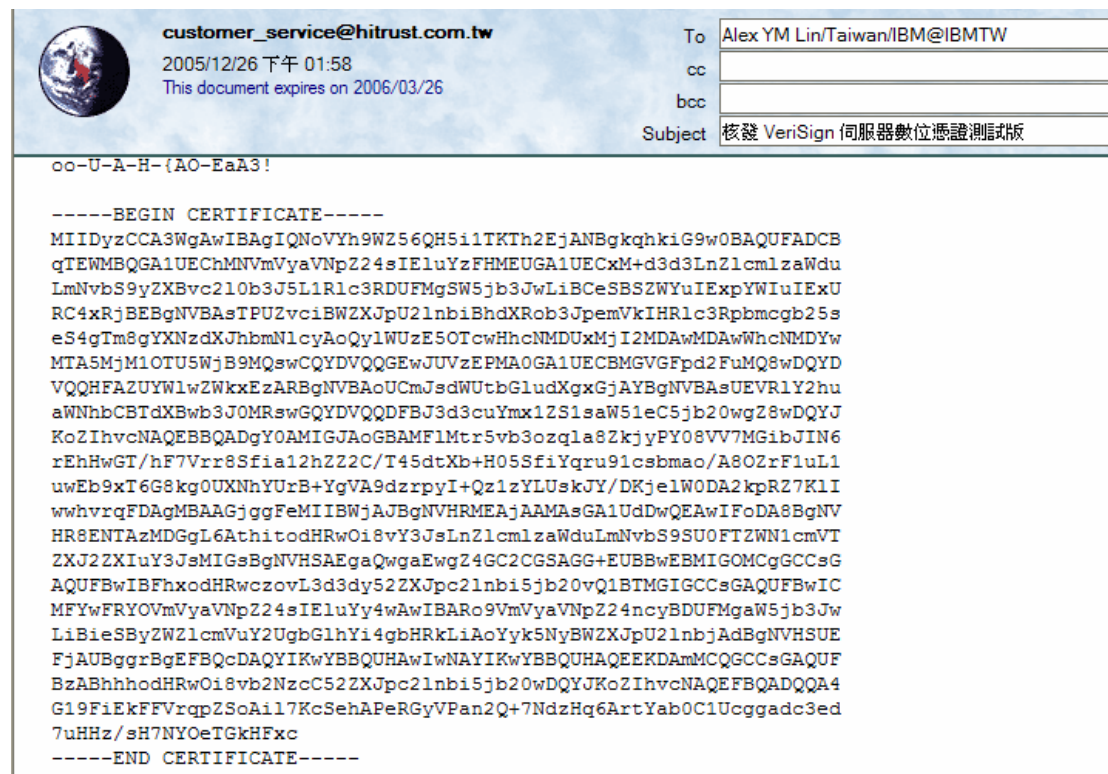 customer_service@hitrust.com.tw
2005/12/26 下午 01:58
This document expires on 2006/03/26
To Alex YM Lin/Taiwan/IBM@IBMTW
cc
bcc
Subject 核發 VeriSign 伺服器數位憑證測試版
oo-U-A-H-{AO-EaA3!
-----BEGIN CERTIFICATE-----
MIIDyzCCA3WgAwIBAgIQNoVYh9WZ56QH5i1TKTh2EjANBgkqhkiG9w0BAQUFADCB
qTEWMBQGA1UEChMNVmVyaVNpZ24sIEluYzFHMEUGA1UECxM+d3d3LnZlcmlzaWdu
LmNvbS9yZXBvc2l0b3J5L1Rlc3RDUFMgSW5jb3JwLiBCeSBSZWYuIExpYWIuIExU
RC4xRjBEBgNVBAsTPUZvciBWZXJpU2lnbiBhdXRob3JpemVkIHRlc3Rpbmcgb25s
eS4gTm8gYXNzdXJhbmNlcyAoQylWUzE5OTcwHhcNMDUxMjI2MDAwMDAwWhcNMDYw
MTA5MjM1OTU5WjB9MQswCQYDVQQGEwJUVzEPMA0GA1UECBMGVGFpd2FuMQ8wDQYD
VQQHFAZUYWlwZWkxEzARBgNVBAoUCmJsdWUtbGludXgxGjAYBgNVBAsUEVRlY2hu
aWNhbCBTdXBwb3J0MRswGQYDVQQDFBJ3d3cuYmx1ZS1saW51eC5jb20wgZ8wDQYJ
KoZIhvcNAQEBBQADgY0AMIGJAoGBAMFlMtr5vb3ozqla8ZkjyPY08VV7MGibJIN6
rEhHwGT/hF7Vrr8Sfia12hZZ2C/T45dtXb+H05SfiYqru91csbmao/A8OZrF1uL1
uwEb9xT6G8kg0UXNhYUrB+YgVA9dzrpyI+Qz1zYLUskJY/DKjelW0DA2kpRZ7KlI
wwhvrqFDAgMBAAGjggFeMIIBWjAJBgNVHRMEAjAAMAsGA1UdDwQEAwIFoDA8BgNV
HR8ENTAzMDGgL6AthitodHRwOi8vY3JsLnZlcmlzaWduLmNvbS9SU0FTZWN1cmVT
ZXJ2ZXIuY3JsMIGsBgNVHSAEgaQwgaEwgZ4GC2CGSAGG+EUBBwEBMIGOMCgGCCsG
AQUFBwIBFhxodHRwczovL3d3dy52ZXJpc2lnbi5jb20vQ1BTMGIGCCsGAQUFBwIC
MFYwFRYOVmVyaVNpZ24sIEluYy4wAwIBARo9VmVyaVNpZ24ncyBDUFMgaW5jb3Jw
LiBieSByZWZlcmVuY2UgbGlhYi4gbHRkLiAoYyk5NyBWZXJpU2lnbjAdBgNVHSUE
FjAUBggrBgEFBQcDAQYIKwYBBQUHAwIwNAYIKwYBBQUHAQEEKDAmMCQGCCsGAQUF
BzABhhhodHRwOi8vb2NzcC52ZXJpc2lnbi5jb20wDQYJKoZIhvcNAQEFBQADQQA4
G19FiEkFFVrqpZSoAil7KcSehAPeRGyVPan2Q+7NdzHq6ArtYab0C1Ucggadc3ed
7uHHz/sH7NYOeTGkHFxc
-----END CERTIFICATE-----